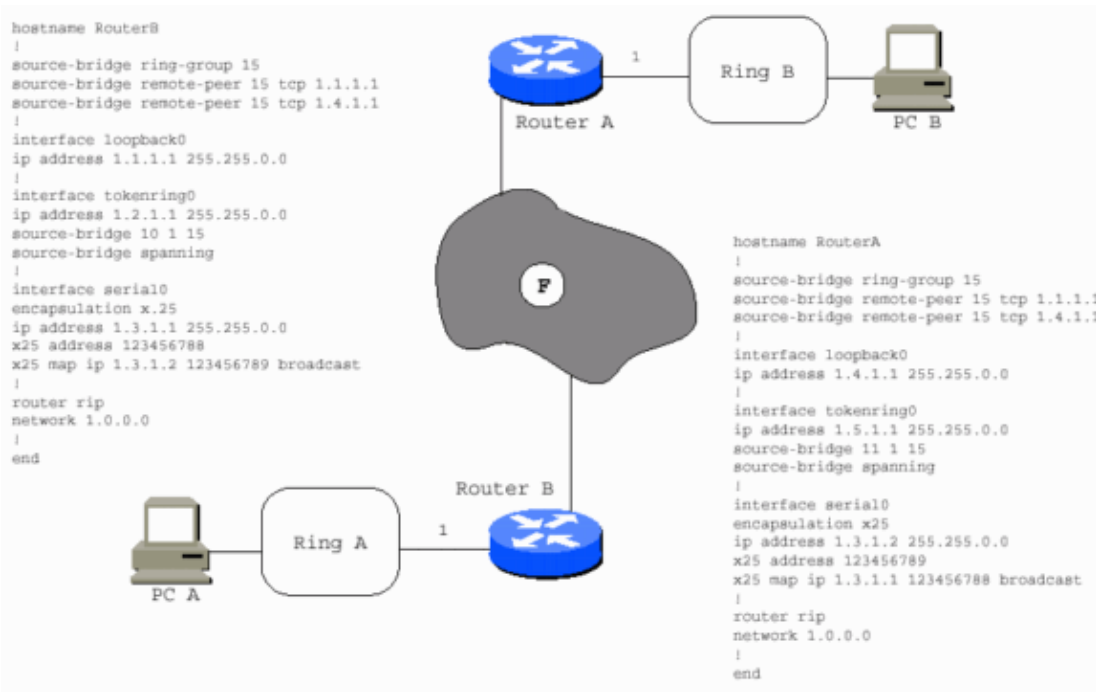 hostname RouterB
!
source-bridge ring-group 15
source-bridge remote-peer 15 tcp 1.1.1.1
source-bridge remote-peer 15 tcp 1.4.1.1
!
interface loopback0
ip address 1.1.1.1 255.255.0.0
!
interface tokenring0
ip address 1.2.1.1 255.255.0.0
source-bridge 10 1 15
source-bridge spanning
!
interface serial0
encapsulation x.25
ip address 1.3.1.1 255.255.0.0
x25 address 123456788
x25 map ip 1.3.1.2 123456789 broadcast
!
router rip
network 1.0.0.0
!
end
1
Ring B
Router A
PC B
F
hostname RouterA
!
source-bridge ring-group 15
source-bridge remote-peer 15 tcp 1.1.1.1
source-bridge remote-peer 15 tcp 1.4.1.1
!
interface loopback0
ip address 1.4.1.1 255.255.0.0
!
interface tokenring0
ip address 1.5.1.1 255.255.0.0
source-bridge 11 1 15
source-bridge spanning
!
interface serial0
encapsulation x25
ip address 1.3.1.2 255.255.0.0
x25 address 123456789
x25 map ip 1.3.1.1 123456788 broadcast
!
router rip
network 1.0.0.0
!
end
Router B
Ring A
1
PC A